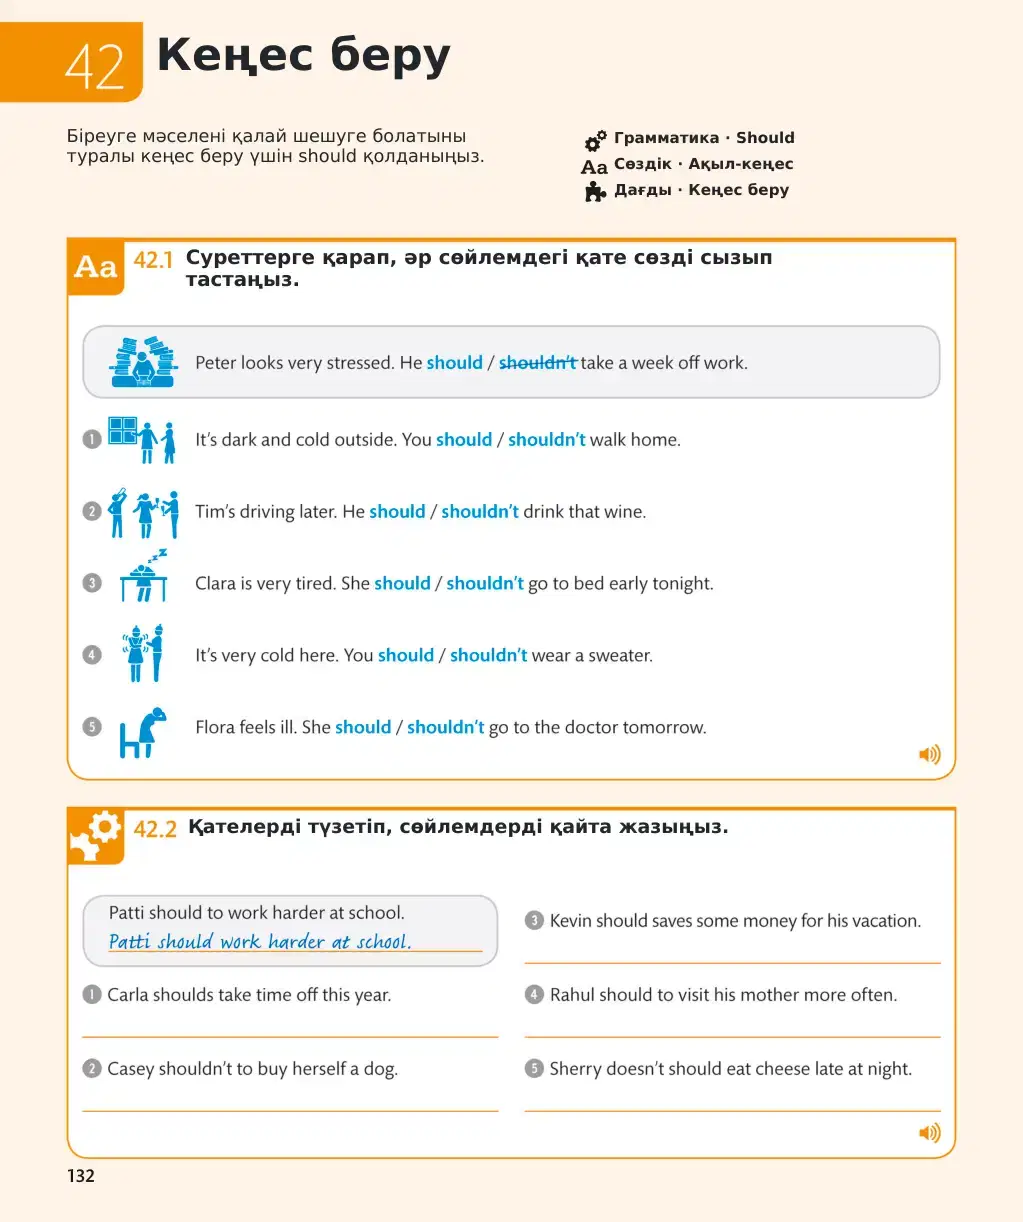 42
Кеңес беру
Біреуге мәселені қалай шешуге болатыны
туралы кеңес беру үшін should қолданыңыз.
Грамматика · Should
Aa Сөздік · Ақыл-кеңес
Дағды · Кеңес беру
Aa 42.1 Суреттерге қарап, әр сөйлемдегі қате сөзді сызып
тастаңыз.
Peter looks very stressed. He should / shouldn’t take a week off work.
1 It’s dark and cold outside. You should / shouldn’t walk home.
2 Tim’s driving later. He should / shouldn’t drink that wine.
3 Clara is very tired. She should / shouldn’t go to bed early tonight.
4 It’s very cold here. You should / shouldn’t wear a sweater.
5 Flora feels ill. She should / shouldn’t go to the doctor tomorrow.
42.2 Қателерді түзетіп, сөйлемдерді қайта жазыңыз.
Patti should to work harder at school.
Patti should work harder at school.
1 Carla shoulds take time off this year.
2 Casey shouldn’t to buy herself a dog.
3 Kevin should saves some money for his vacation.
4 Rahul should to visit his mother more often.
5 Sherry doesn’t should eat cheese late at night.
132